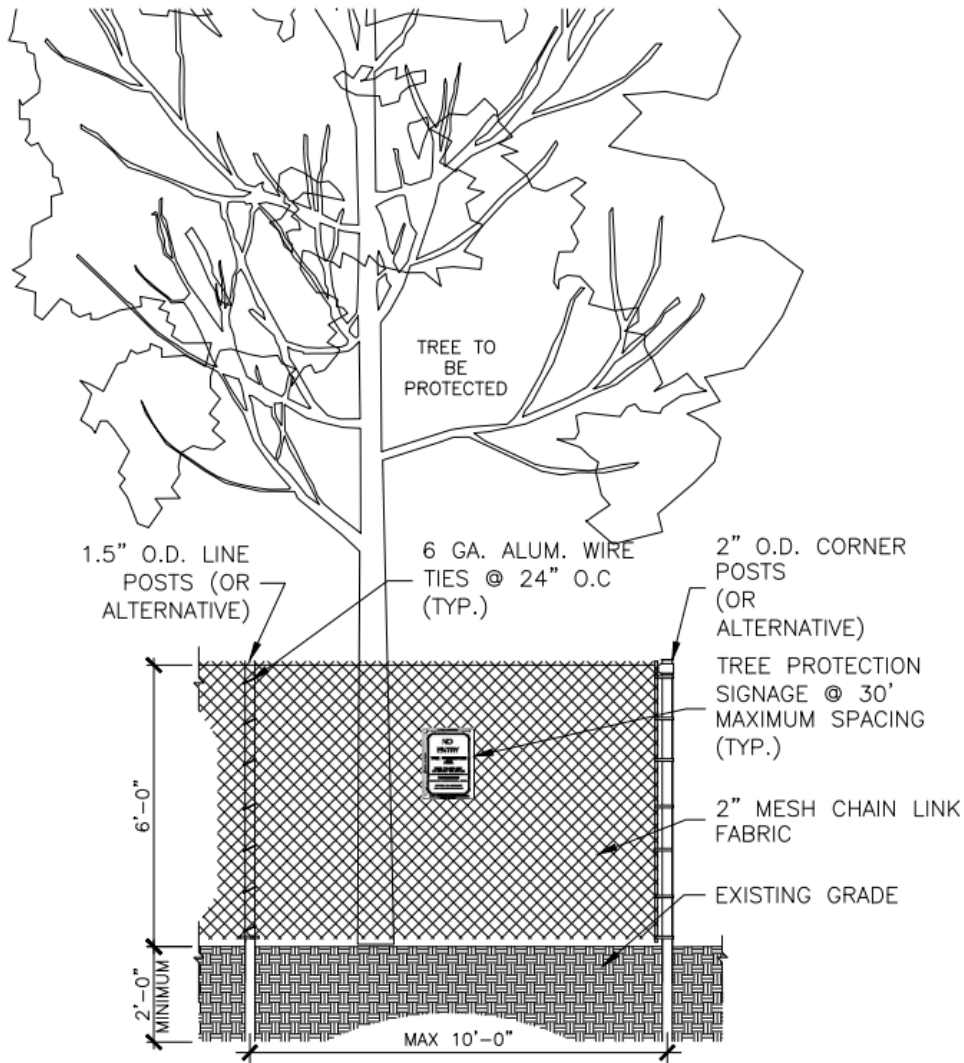 TREE TO
BE
PROTECTED
1.5" O.D. LINE
POSTS (OR
ALTERNATIVE)
6 GA. ALUM. WIRE
TIES @ 24" O.C
(TYP.)
2" O.D. CORNER
POSTS
(OR
ALTERNATIVE)
TREE PROTECTION
SIGNAGE @ 30'
MAXIMUM SPACING
(TYP.)
NO
ENTRY
2" MESH CHAIN LINK
FABRIC
EXISTING GRADE
6'-0"
2'-0"
MINIMUM
MAX 10'-0"